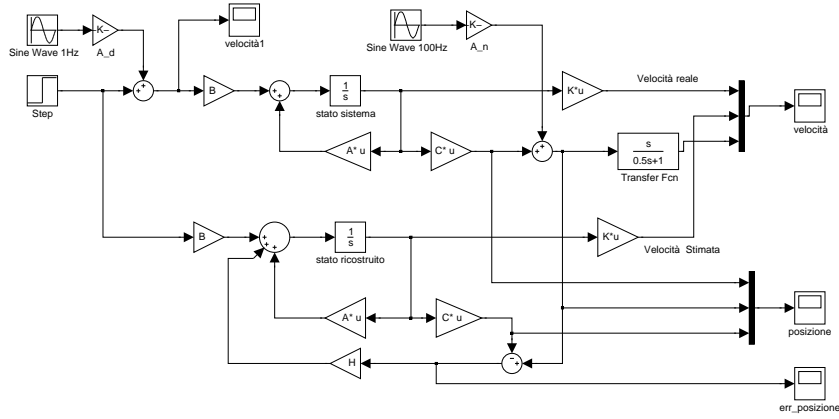 Sine Wave 1Hz
K−
A_d
velocità1
Sine Wave 100Hz
K−
A_n
Step
+
+
B
+
+
1
s
stato sistema
K*u
Velocità reale
velocità
A* u
C* u
+
+
s
0.5s+1
Transfer Fcn
B
+
+
+
1
s
stato ricostruito
K*u
Velocità Stimata
A* u
C* u
posizione
H
−
+
err_posizione